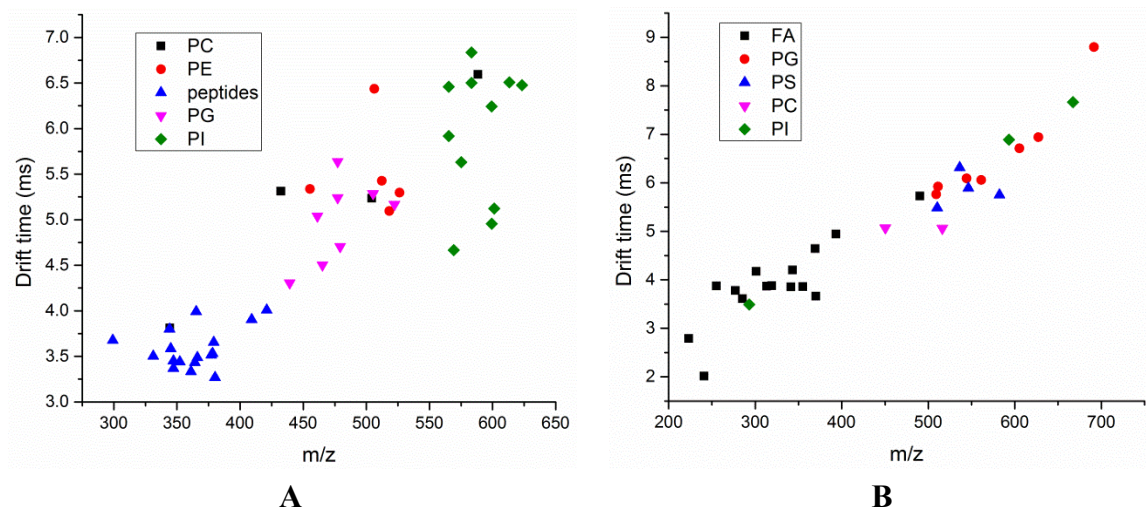 7.0
6.5
6.0
5.5
5.0
4.5
4.0
3.5
3.0
Drift time (ms)
PC
PE
peptides
PG
PI
300 350 400 450 500 550 600 650
m/z
A
9
8
7
6
5
4
3
2
Drift time (ms)
FA
PG
PS
PC
PI
200 300 400 500 600 700
m/z
B